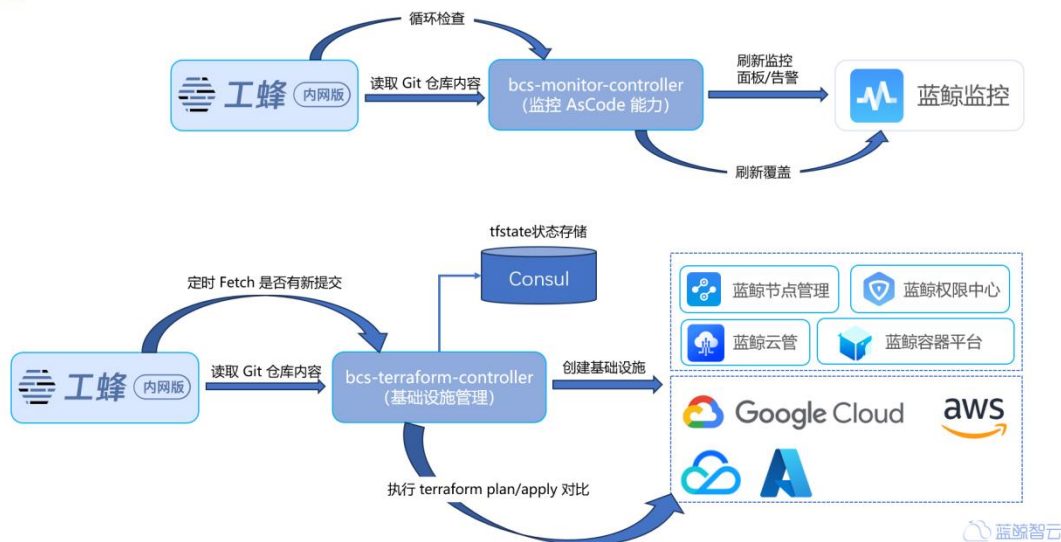 循环检查
工蜂 内网版
读取 Git 仓库内容
bcs-monitor-controller
（监控 AsCode 能力）
刷新监控
面板/告警
蓝鲸监控
刷新覆盖
tfstate状态存储
Consul
定时 Fetch 是否有新提交
工蜂 内网版
读取 Git 仓库内容
bcs-terraform-controller
（基础设施管理）
创建基础设施
蓝鲸节点管理
蓝鲸权限中心
蓝鲸云管
蓝鲸容器平台
Google Cloud
aws
执行 terraform plan/apply 对比
蓝鲸智云